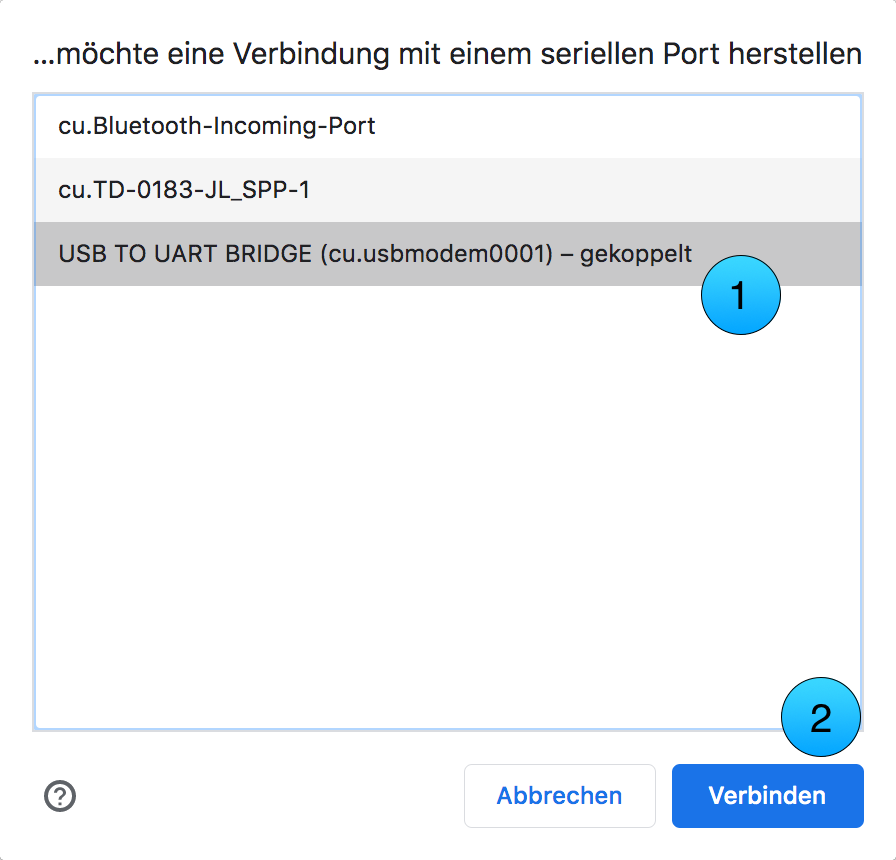 ...möchte eine Verbindung mit einem seriellen Port herstellen
cu.Bluetooth-Incoming-Port
cu.TD-0183-JL_SPP-1
USB TO UART BRIDGE (cu.usbmodem0001) – gekoppelt
1
2
?
Abbrechen
Verbinden